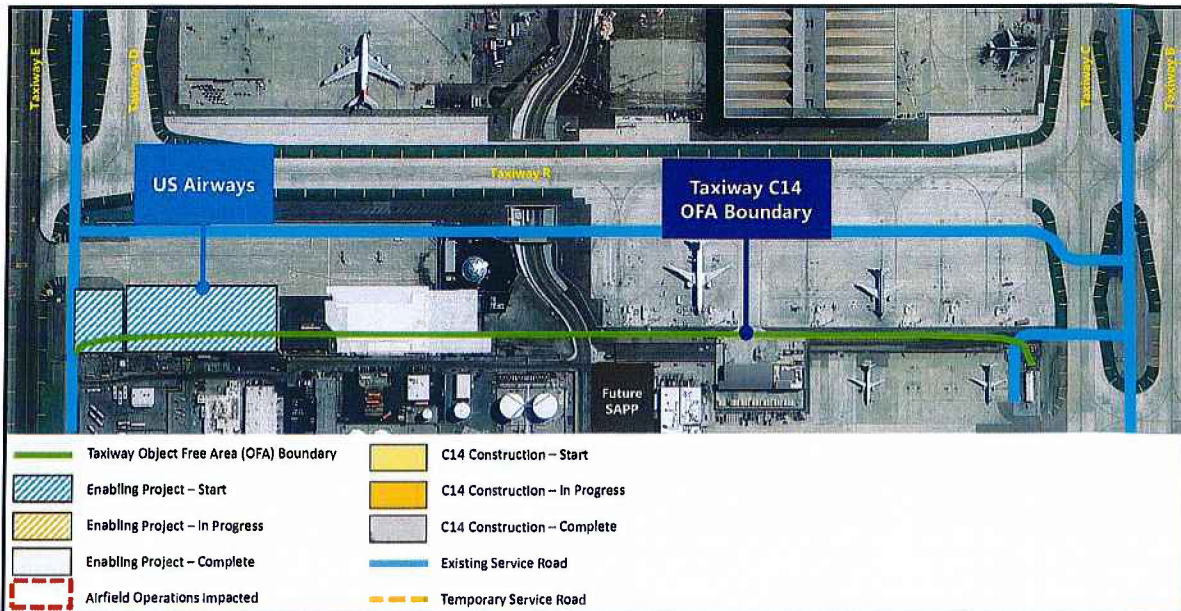 Taxiway E
Taxiway D
Taxiway C
Taxiway B
US Airways
Taxiway R
Taxiway C14
OFA Boundary
Future
SAPP
Taxiway Object Free Area (OFA) Boundary
Enabling Project – Start
Enabling Project – In Progress
Enabling Project – Complete
Airfield Operations Impacted
C14 Construction – Start
C14 Construction – In Progress
C14 Construction – Complete
Existing Service Road
Temporary Service Road